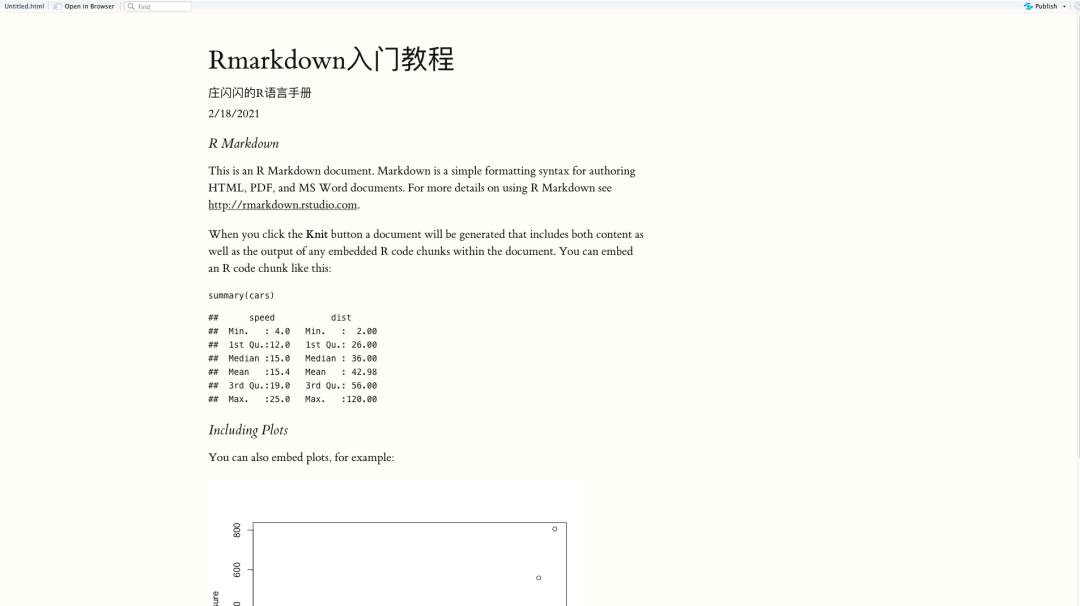 Untitled.html Open in Browser Find Publish
Rmarkdown入门教程
庄闪闪的R语言手册
2/18/2021
R Markdown
This is an R Markdown document. Markdown is a simple formatting syntax for authoring
HTML, PDF, and MS Word documents. For more details on using R Markdown see
http://rmarkdown.rstudio.com.
When you click the Knit button a document will be generated that includes both content as
well as the output of any embedded R code chunks within the document. You can embed
an R code chunk like this:
summary(cars)
##      speed           dist
##  Min.   : 4.0   Min.   :  2.00
##  1st Qu.:12.0   1st Qu.: 26.00
##  Median :15.0   Median : 36.00
##  Mean   :15.4   Mean   : 42.98
##  3rd Qu.:19.0   3rd Qu.: 56.00
##  Max.   :25.0   Max.   :120.00
Including Plots
You can also embed plots, for example:
800
600